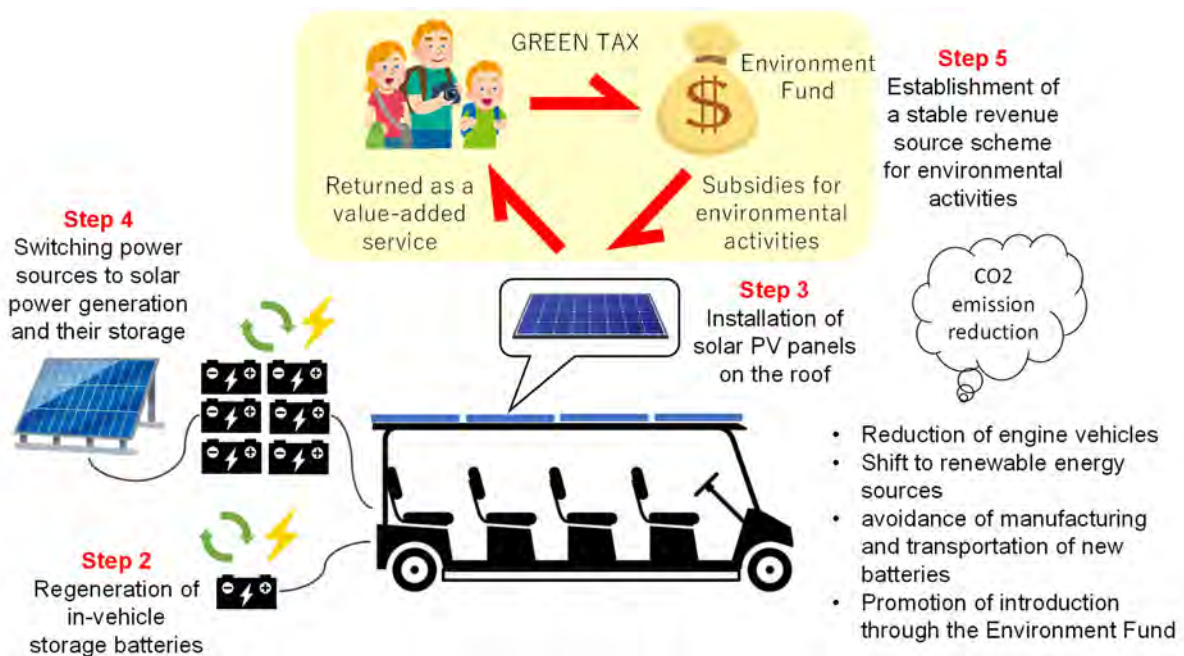 GREEN TAX
Environment
Fund
Returned as a
value-added
service
Subsidies for
environmental
activities
Step 5
Establishment of
a stable revenue
source scheme
for environmental
activities
Step 4
Switching power
sources to solar
power generation
and their storage
Step 3
Installation of
solar PV panels
on the roof
CO2
emission
reduction
Step 2
Regeneration of
in-vehicle
storage batteries
• Reduction of engine vehicles
• Shift to renewable energy
sources
• avoidance of manufacturing
and transportation of new
batteries
• Promotion of introduction
through the Environment Fund